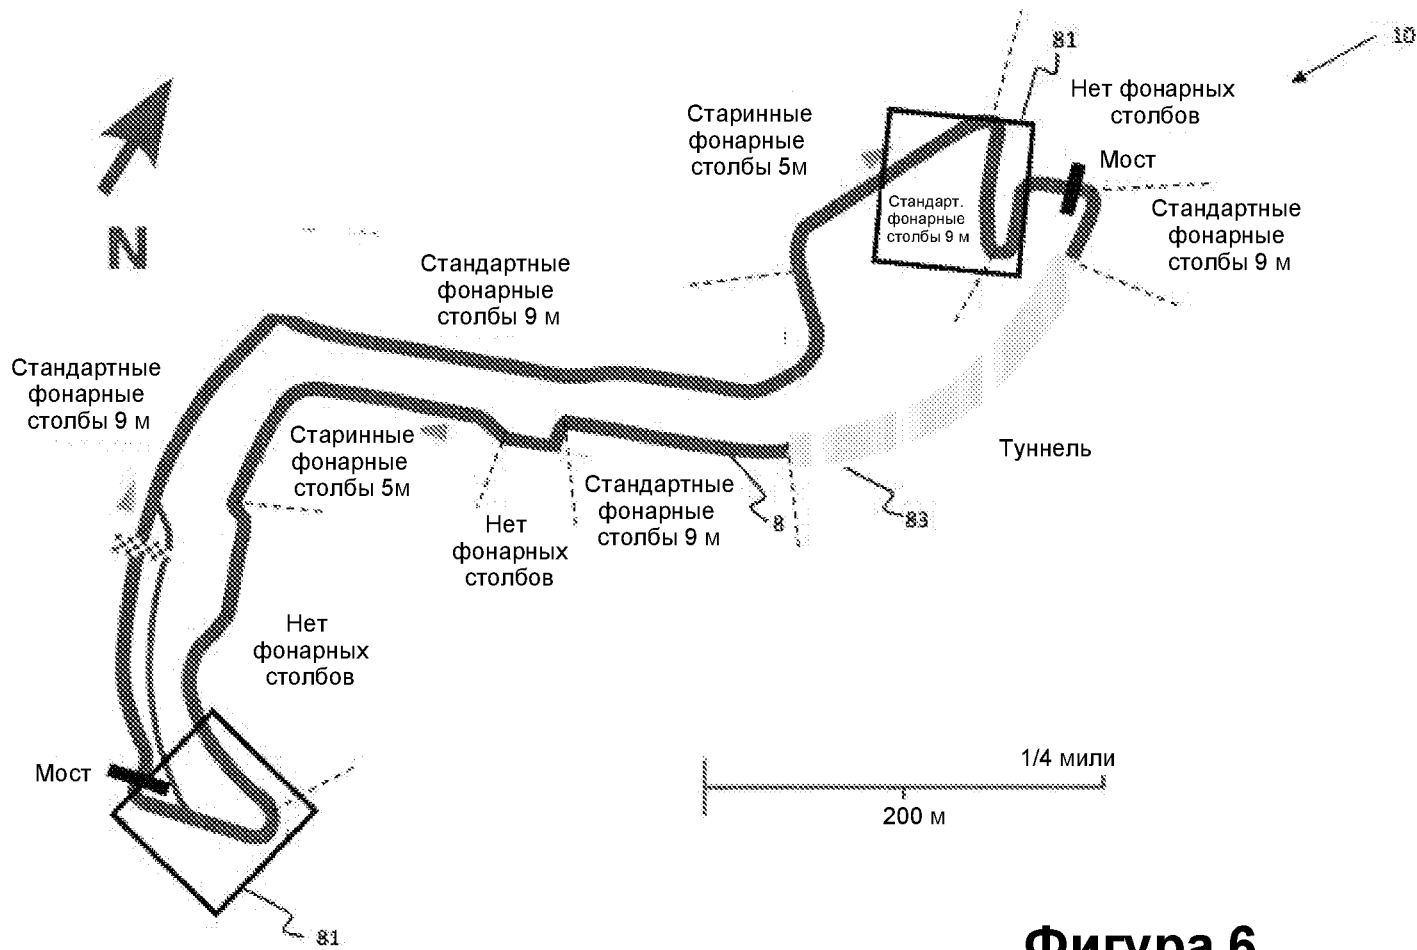 81
10
Нет фонарных
столбов
Старинные
фонарные
столбы 5м
Мост
Стандарт.
фонарные
столбы 9 м
Стандартные
фонарные
столбы 9 м
N
Стандартные
фонарные
столбы 9 м
Стандартные
фонарные
столбы 9 м
Старинные
фонарные
столбы 5м
Туннель
Стандартные
фонарные
столбы 9 м
8
83
Нет
фонарных
столбов
Нет
фонарных
столбов
Мост
1/4 мили
200 м
81
Фигура 6